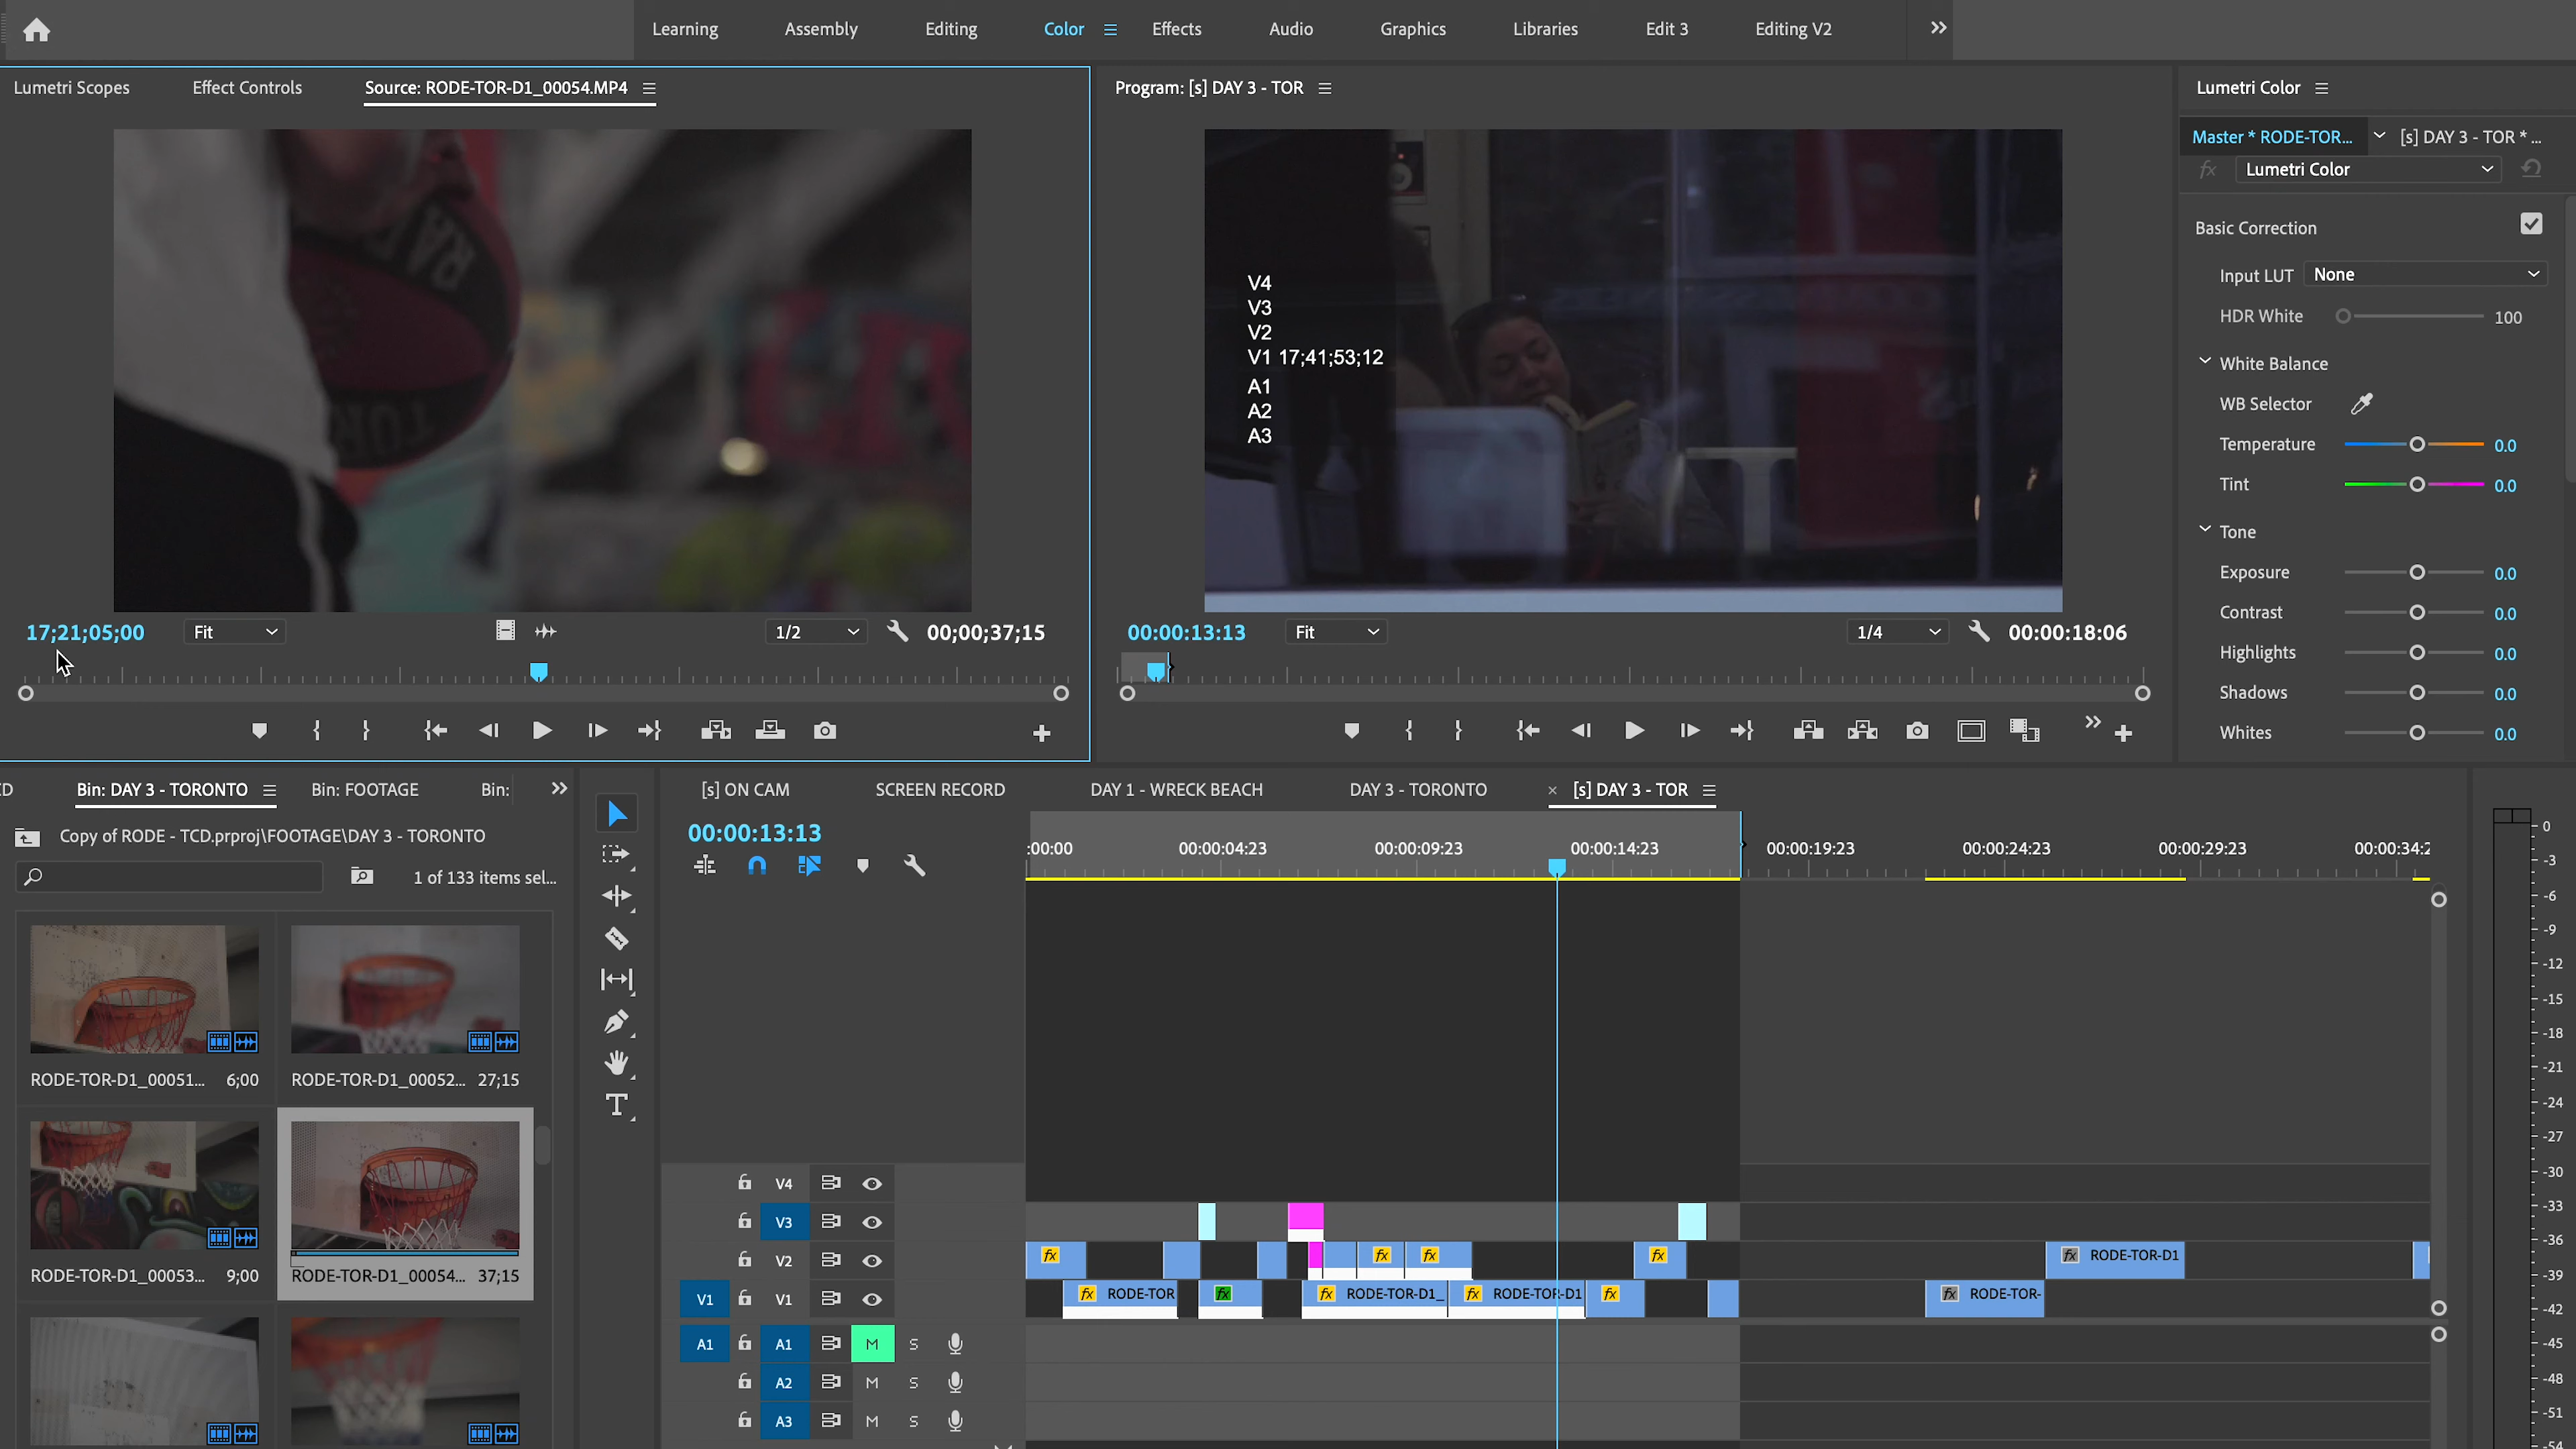 Learning Assembly Editing Color Effects Audio Graphics Libraries Edit 3 Editing V2
Lumetri Scopes Effect Controls Source: RODE-TOR-D1_00054.MP4
Program: [s] DAY 3 - TOR
Lumetri Color
Master * RODE-TOR... [s] DAY 3 - TOR * ...
fx Lumetri Color
Basic Correction
Input LUT None
HDR White 100
White Balance
WB Selector
Temperature 0.0
Tint 0.0
Tone
Exposure 0.0
Contrast 0.0
Highlights 0.0
Shadows 0.0
Whites 0.0
RAP
TOR
V4
V3
V2
V1 17;41;53;12
A1
A2
A3
17;21;05;00 Fit 1/2 00;00;37;15
00:00:13:13 Fit 1/4 00:00:18:06
Bin: DAY 3 - TORONTO Bin: FOOTAGE Bin:
Copy of RODE - TCD.prproj\FOOTAGE\DAY 3 - TORONTO
1 of 133 items sel...
RODE-TOR-D1_00051... 6;00
RODE-TOR-D1_00052... 27;15
RODE-TOR-D1_00053... 9;00
RODE-TOR-D1_00054... 37;15
[s] ON CAM SCREEN RECORD DAY 1 - WRECK BEACH DAY 3 - TORONTO × [s] DAY 3 - TOR
00:00:13:13
:00:00 00:00:04:23 00:00:09:23 00:00:14:23 00:00:19:23 00:00:24:23 00:00:29:23 00:00:34:2
V4
V3
V2 fx fx fx fx fx RODE-TOR-D1
V1 V1 fx RODE-TOR fx fx RODE-TOR-D1_ fx RODE-TOR-D1 fx fx RODE-TOR-
A1 A1 M S
A2 M S
A3 M S
0
-3
-6
-9
-12
-15
-18
-21
-24
-27
-30
-33
-36
-39
-42
-45
-48
-51
-54